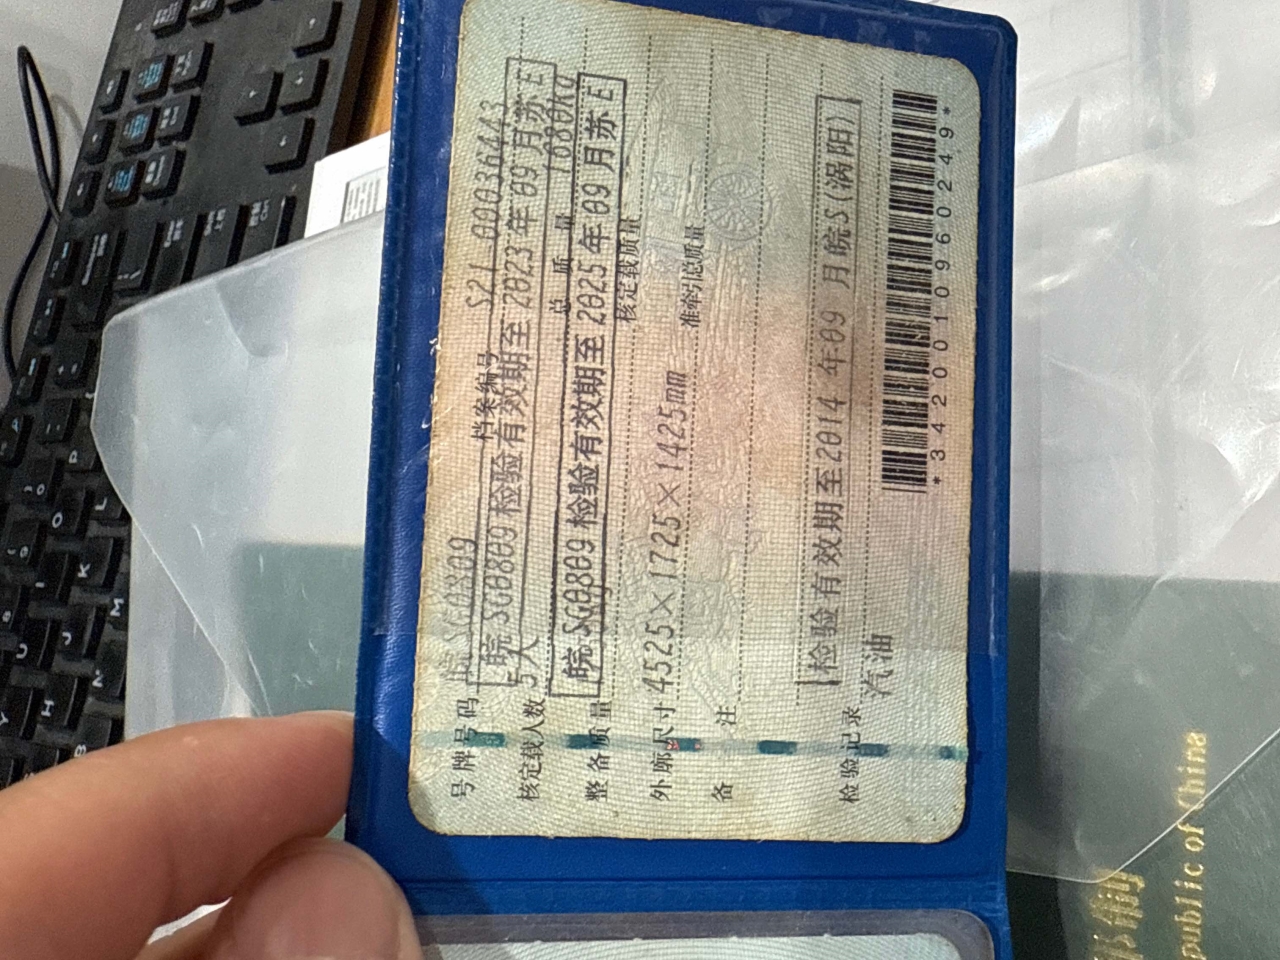 号牌号码 皖SG0809 档案编号 S21 00036443
皖SG0809 检验有效期至2023年09月苏E
核定载人数 5人 总质量 1680kg
整备质量 核定载质量
皖SG0809 检验有效期至2025年09月苏E
外廓尺寸 4525×1725×1425mm 准牵引总质量
备注
检验记录 检验有效期至2014年09月皖S(涡阳)
汽油
*3420010960249*
public of China